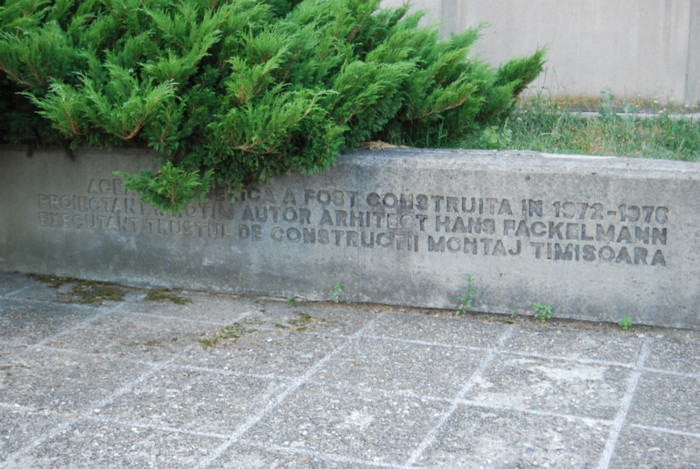 A FOST CONSTRUITA IN 1972-1976
PROIECTANT AUTOR ARHITECT HANS FACKELMANN
EXECUTANT TRUSTUL DE CONSTRUCTII MONTAJ TIMISOARA